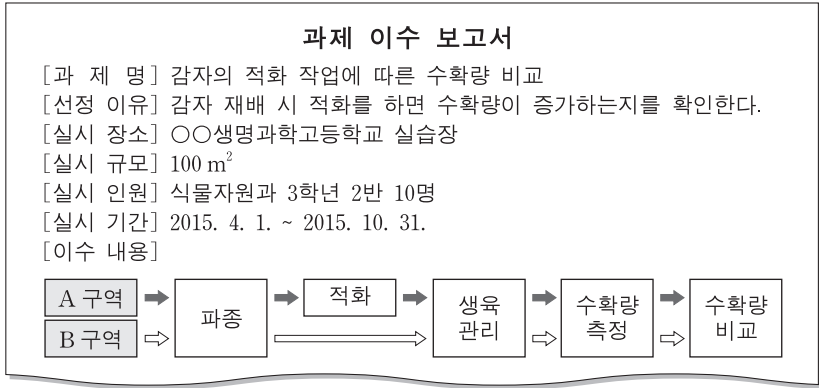 과제 이수 보고서
[과 제 명] 감자의 적화 작업에 따른 수확량 비교
[선정 이유] 감자 재배 시 적화를 하면 수확량이 증가하는지를 확인한다.
[실시 장소] ○○생명과학고등학교 실습장
[실시 규모] 100 m²
[실시 인원] 식물자원과 3학년 2반 10명
[실시 기간] 2015. 4. 1. ~ 2015. 10. 31.
[이수 내용]
A 구역
B 구역
파종
적화
생육
관리
수확량
측정
수확량
비교